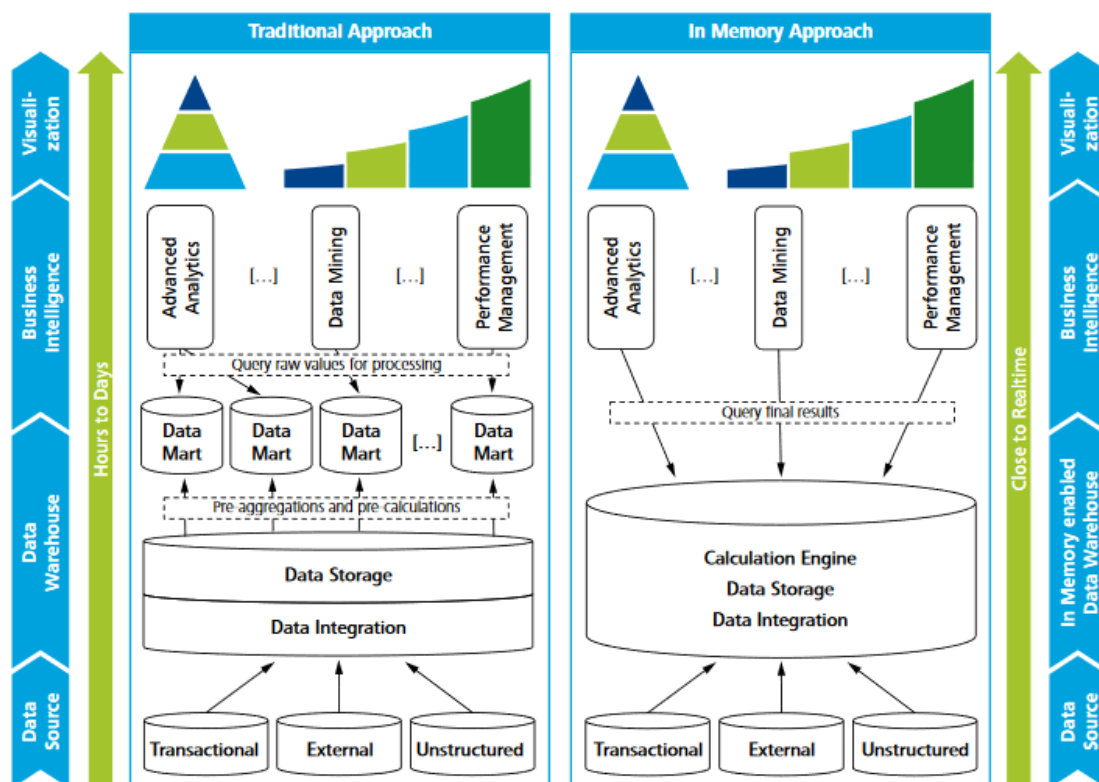 Traditional Approach
In Memory Approach
Visuali-
zation
Business
Intelligence
Data
Warehouse
Data
Source
Hours to Days
Advanced
Analytics
[...]
Data Mining
[...]
Performance
Management
Query raw values for processing
Data
Mart
Data
Mart
Data
Mart
[...]
Data
Mart
Pre aggregations and pre calculations
Data Storage
Data Integration
Transactional
External
Unstructured
Advanced
Analytics
[...]
Data Mining
[...]
Performance
Management
Query final results
Calculation Engine
Data Storage
Data Integration
Transactional
External
Unstructured
Close to Realtime
Visuali-
zation
Business
Intelligence
In Memory enabled
Data Warehouse
Data
Source